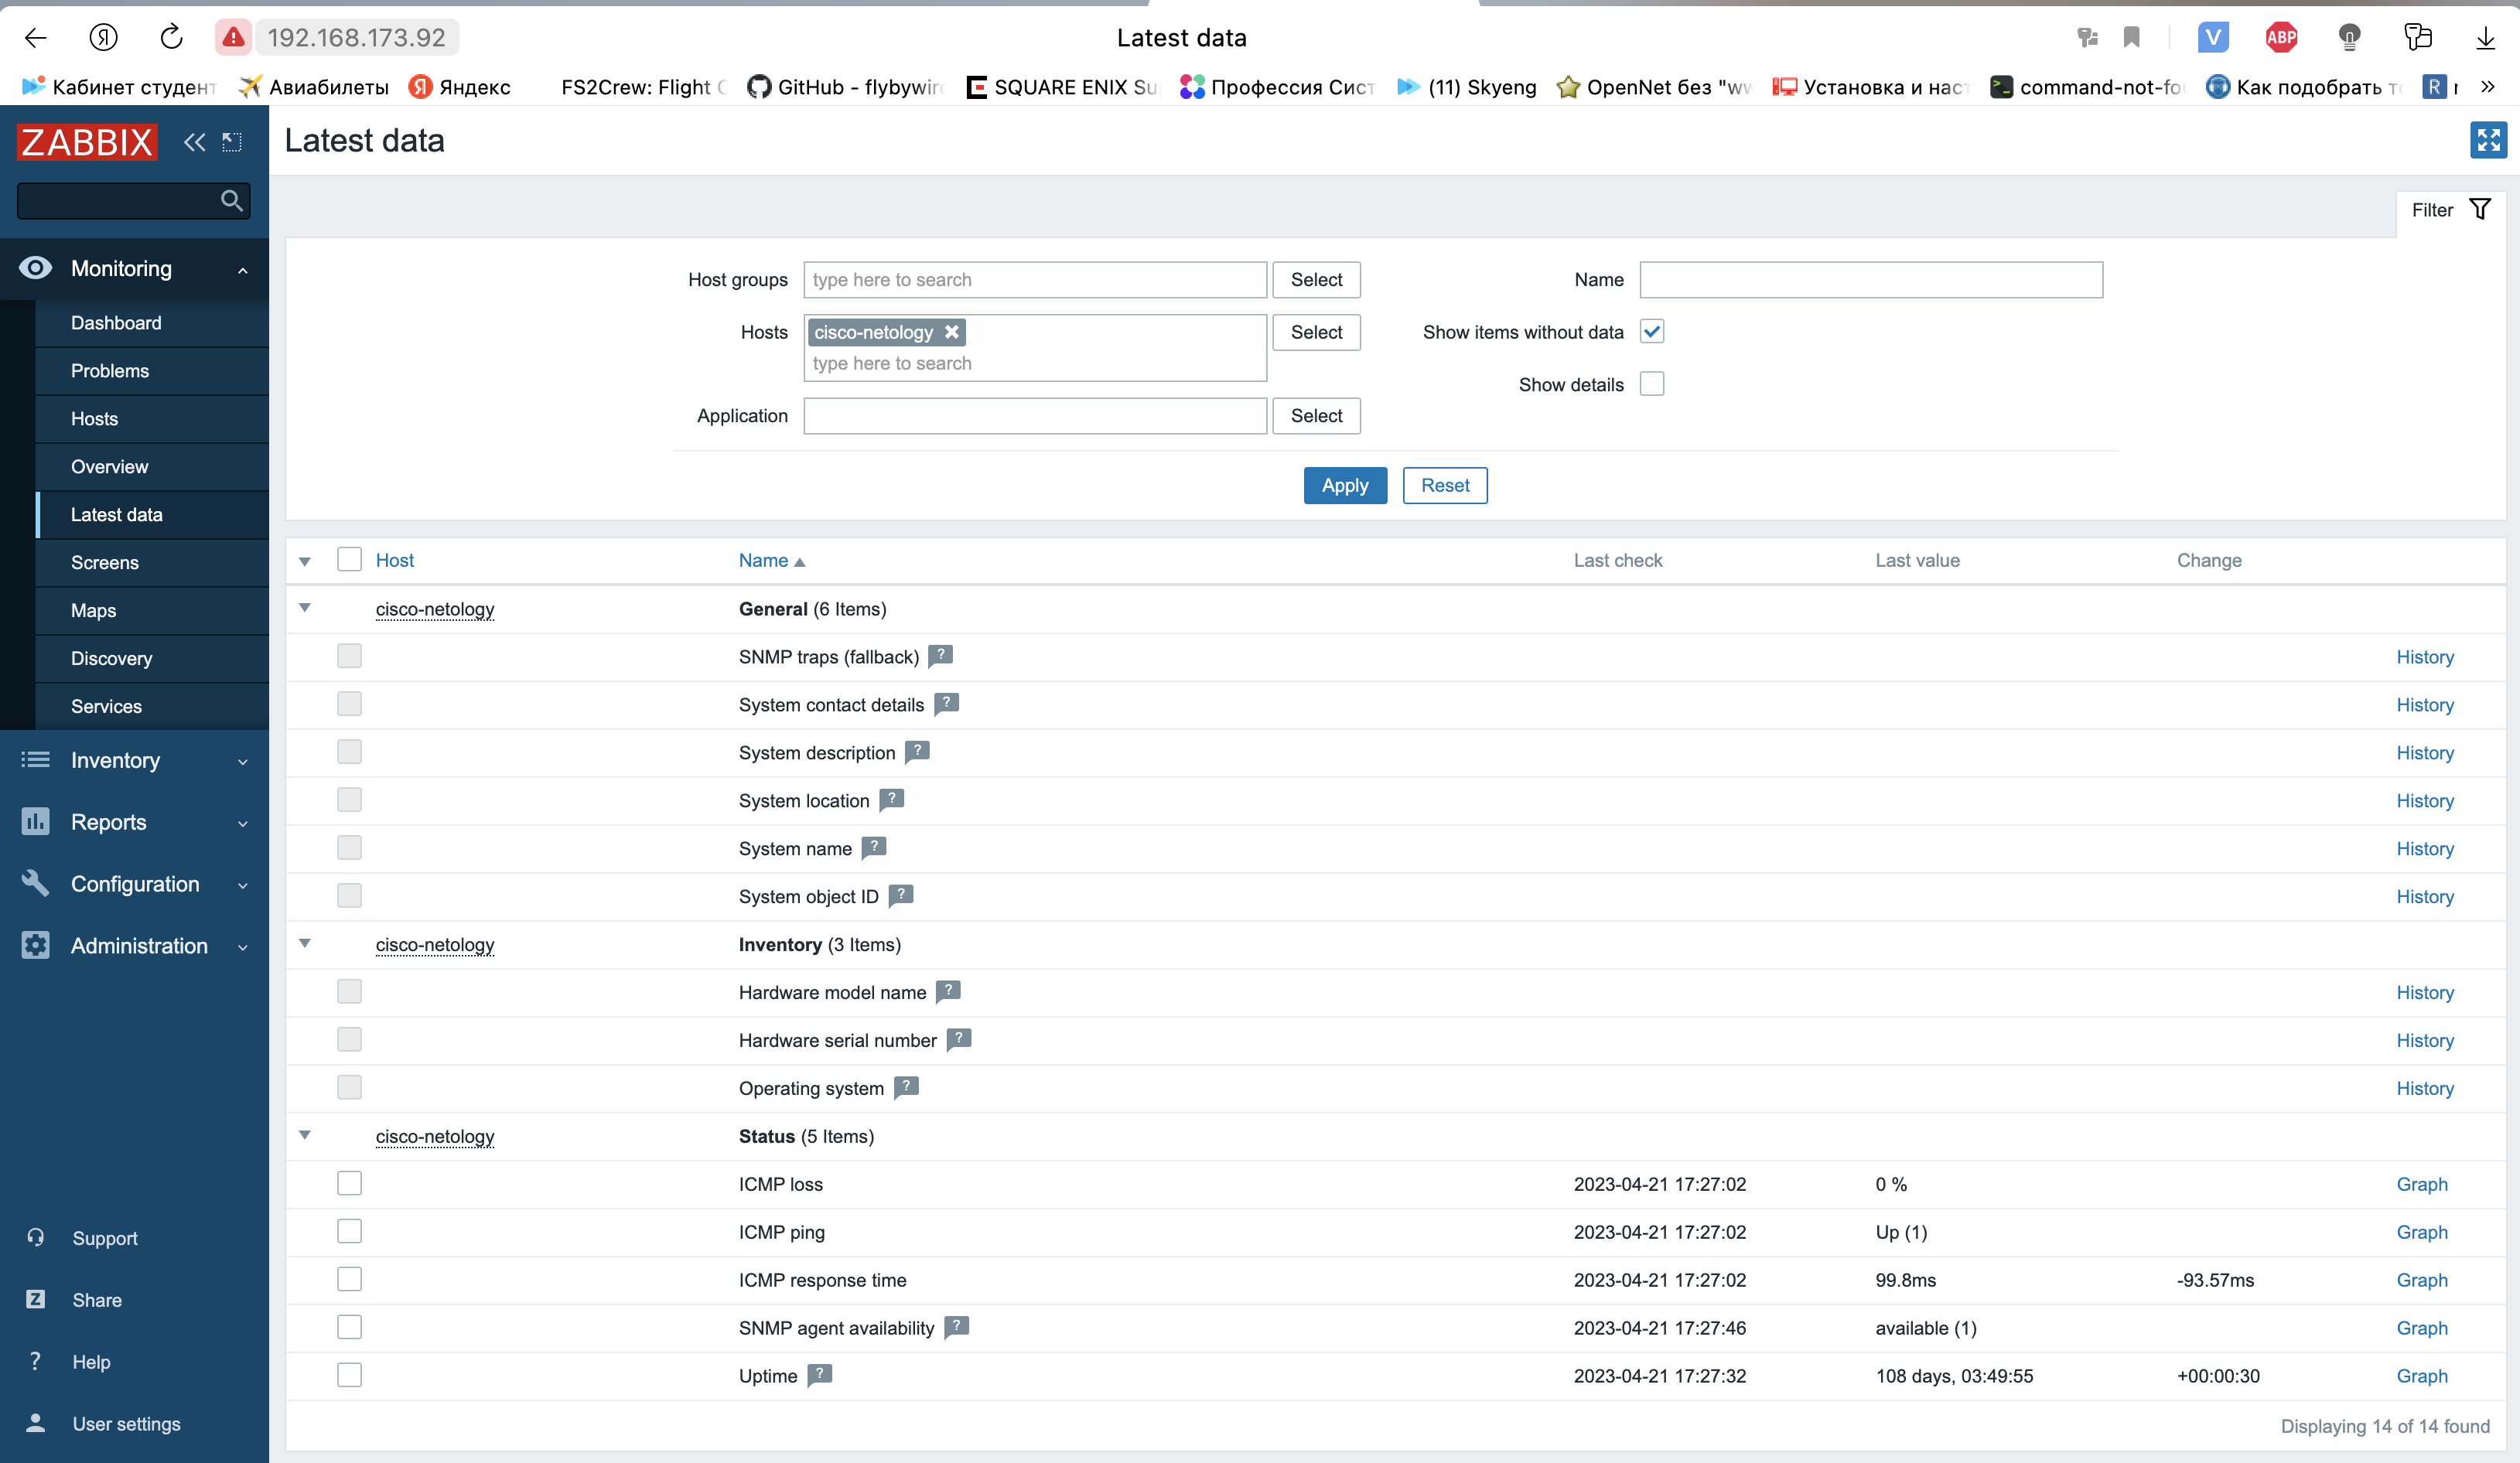 192.168.173.92
Latest data
Кабинет студент
Авиабилеты
Яндекс
FS2Crew: Flight
GitHub - flybywir
SQUARE ENIX Su
Профессия Сист
(11) Skyeng
OpenNet без "ww
Установка и нас
command-not-fo
Как подобрать т
ZABBIX
Latest data
Monitoring
Dashboard
Problems
Hosts
Overview
Latest data
Screens
Maps
Discovery
Services
Inventory
Reports
Configuration
Administration
Support
Share
Help
User settings
Filter
Host groups type here to search Select
Name
Hosts cisco-netology type here to search Select
Show items without data
Show details
Application Select
Apply Reset
Host Name Last check Last value Change
cisco-netology General (6 Items)
SNMP traps (fallback) ? History
System contact details ? History
System description ? History
System location ? History
System name ? History
System object ID ? History
cisco-netology Inventory (3 Items)
Hardware model name ? History
Hardware serial number ? History
Operating system ? History
cisco-netology Status (5 Items)
ICMP loss 2023-04-21 17:27:02 0 % Graph
ICMP ping 2023-04-21 17:27:02 Up (1) Graph
ICMP response time 2023-04-21 17:27:02 99.8ms -93.57ms Graph
SNMP agent availability ? 2023-04-21 17:27:46 available (1) Graph
Uptime ? 2023-04-21 17:27:32 108 days, 03:49:55 +00:00:30 Graph
Displaying 14 of 14 found